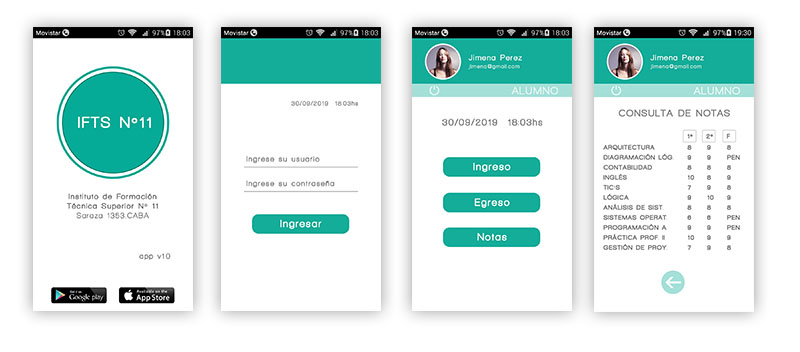 Movistar 97% 18:03
IFTS Nº11
Instituto de Formación
Técnica Superior Nº 11
Saraza 1353.CABA
app v10
Get it on
Google play
Available on the
App Store
Movistar 97% 18:03
30/09/2019 18:03hs
Ingrese su usuario
Ingrese su contraseña
Ingresar
Movistar 97% 18:03
Jimena Perez
jimena@gmail.com
ALUMNO
30/09/2019 18:03hs
Ingreso
Egreso
Notas
Movistar 97% 19:30
Jimena Perez
jimena@gmail.com
ALUMNO
CONSULTA DE NOTAS
1º 2º F
ARQUITECTURA 8 9 8
DIAGRAMACIÓN LÓG. 9 9 PEN
CONTABILIDAD 8 8 8
INGLÉS 10 8 9
TIC'S 7 9 8
LÓGICA 9 10 9
ANÁLISIS DE SIST. 8 8 8
SISTEMAS OPERAT. 6 6 PEN
PROGRAMACIÓN A. 9 9 PEN
PRÁCTICA PROF. II 10 9 9
GESTIÓN DE PROY. 7 9 8